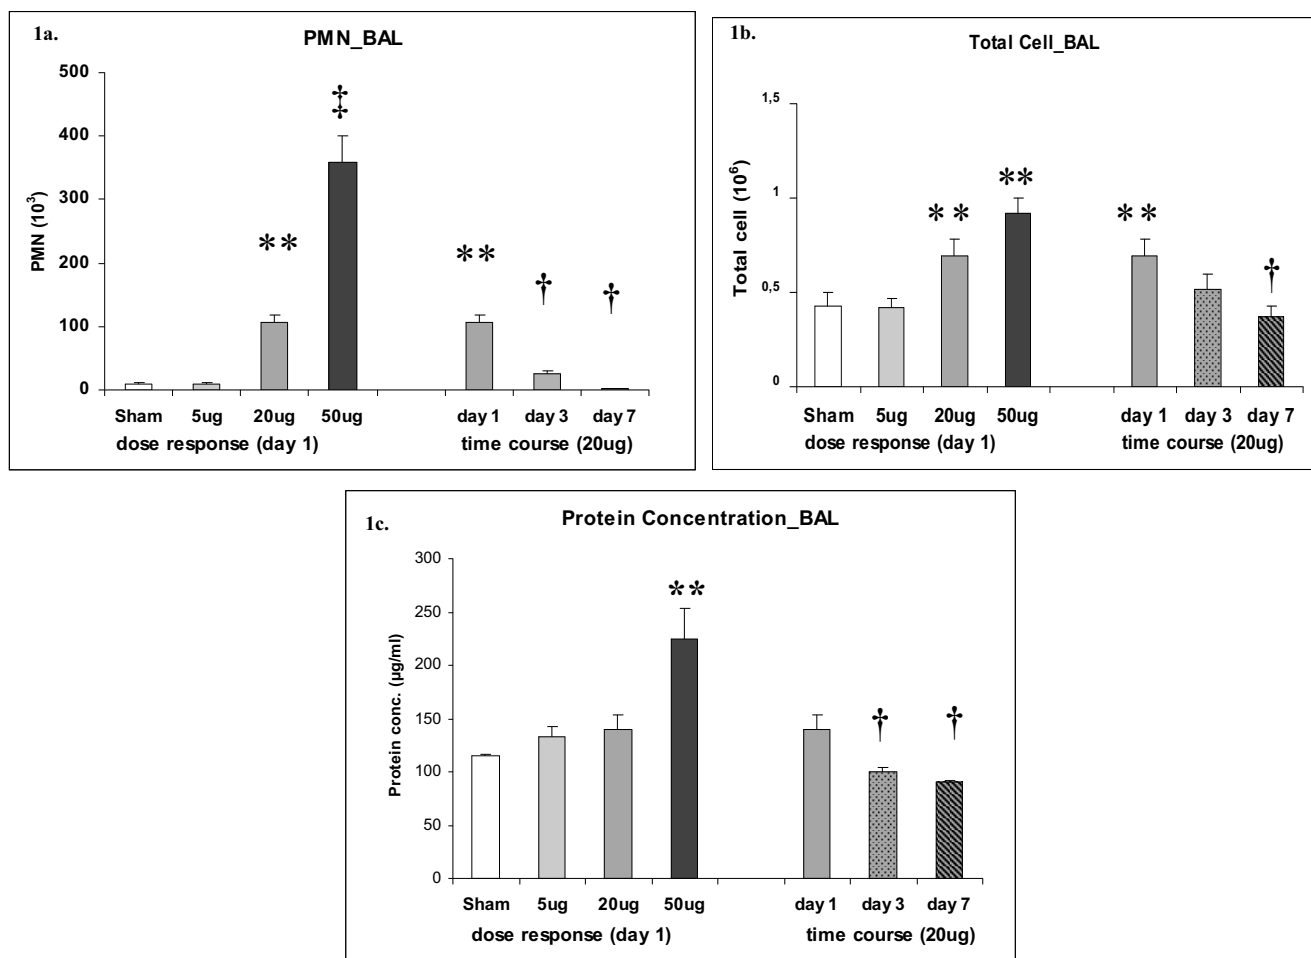 1a.
PMN_BAL
500
400
300
200
100
0
PMN (10³)
‡
**
**
†
†
Sham 5ug 20ug 50ug day 1 day 3 day 7
dose response (day 1) time course (20ug)
1b.
Total Cell_BAL
1,5
1
0,5
0
Total cell (10⁶)
**
**
**
†
Sham 5ug 20ug 50ug day 1 day 3 day 7
dose response (day 1) time course (20ug)
1c.
Protein Concentration_BAL
300
250
200
150
100
50
0
Protein conc. (µg/ml)
**
†
†
Sham 5ug 20ug 50ug day 1 day 3 day 7
dose response (day 1) time course (20ug)